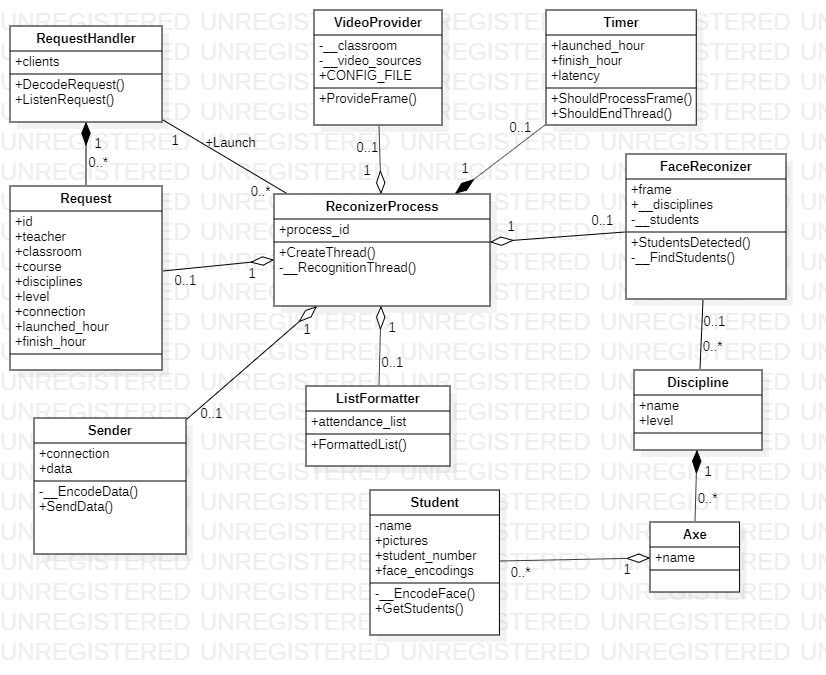 RequestHandler
+clients
+DecodeRequest()
+ListenRequest()
VideoProvider
-__classroom
-__video_sources
+CONFIG_FILE
+ProvideFrame()
Timer
+launched_hour
+finish_hour
+latency
+ShouldProcessFrame()
+ShouldEndThread()
1
0..*
1
+Launch
0..*
0..1
1
0..1
1
Request
+id
+teacher
+classroom
+course
+disciplines
+level
+connection
+launched_hour
+finish_hour
ReconizerProcess
+process_id
+CreateThread()
-__RecognitionThread()
FaceReconizer
+frame
+__disciplines
-__students
+StudentsDetected()
-__FindStudents()
1
0..1
0..1
1
1
0..1
1
0..1
0..1
0..*
Sender
+connection
+data
-__EncodeData()
+SendData()
ListFormatter
+attendance_list
+FormattedList()
Discipline
+name
+level
1
0..*
Student
-name
+pictures
+student_number
+face_encodings
-__EncodeFace()
+GetStudents()
0..*
1
Axe
+name
UNREGISTERED UNREGISTERED UNREGISTERED UNREGISTERED UN